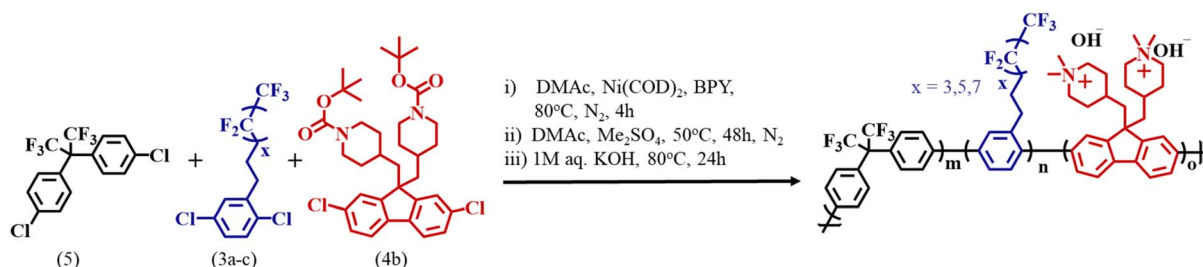 CF₃
F₂C
x
F₃C CF₃
Cl
Cl
+
Cl
Cl
+
O
O
N
O
O
N
Cl
Cl
(5)
(3a-c)
(4b)
i) DMAc, Ni(COD)₂, BPY,
80°C, N₂, 4h
ii) DMAc, Me₂SO₄, 50°C, 48h, N₂
iii) 1M aq. KOH, 80°C, 24h
CF₃
F₂C
x
x = 3,5,7
OH⁻
OH⁻
N
+
N
+
F₃C CF₃
m
n
o